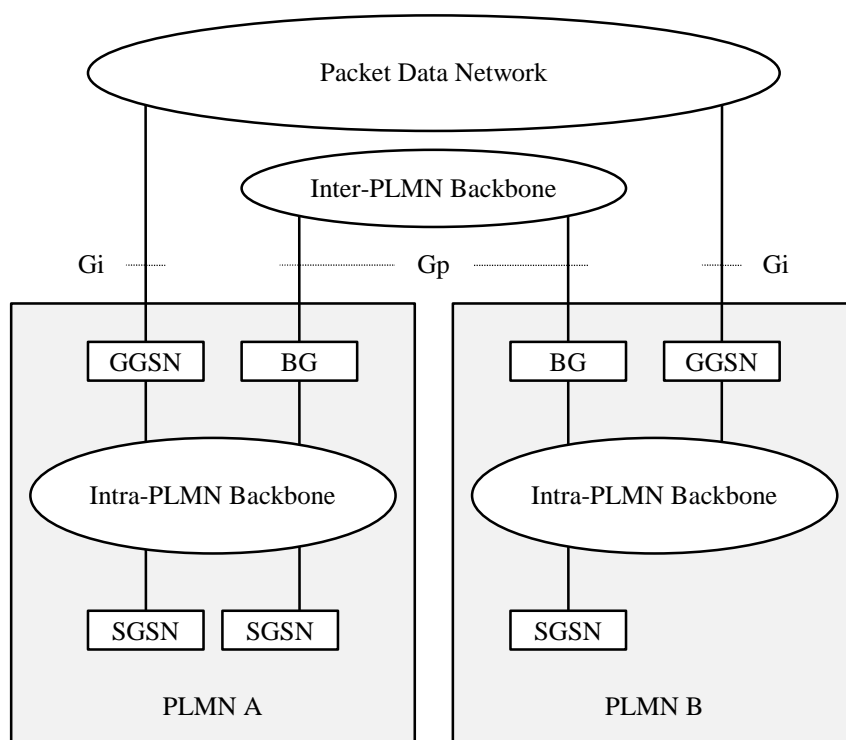 Packet Data Network
Inter-PLMN Backbone
Gi
Gp
Gi
GGSN
BG
BG
GGSN
Intra-PLMN Backbone
Intra-PLMN Backbone
SGSN
SGSN
SGSN
PLMN A
PLMN B